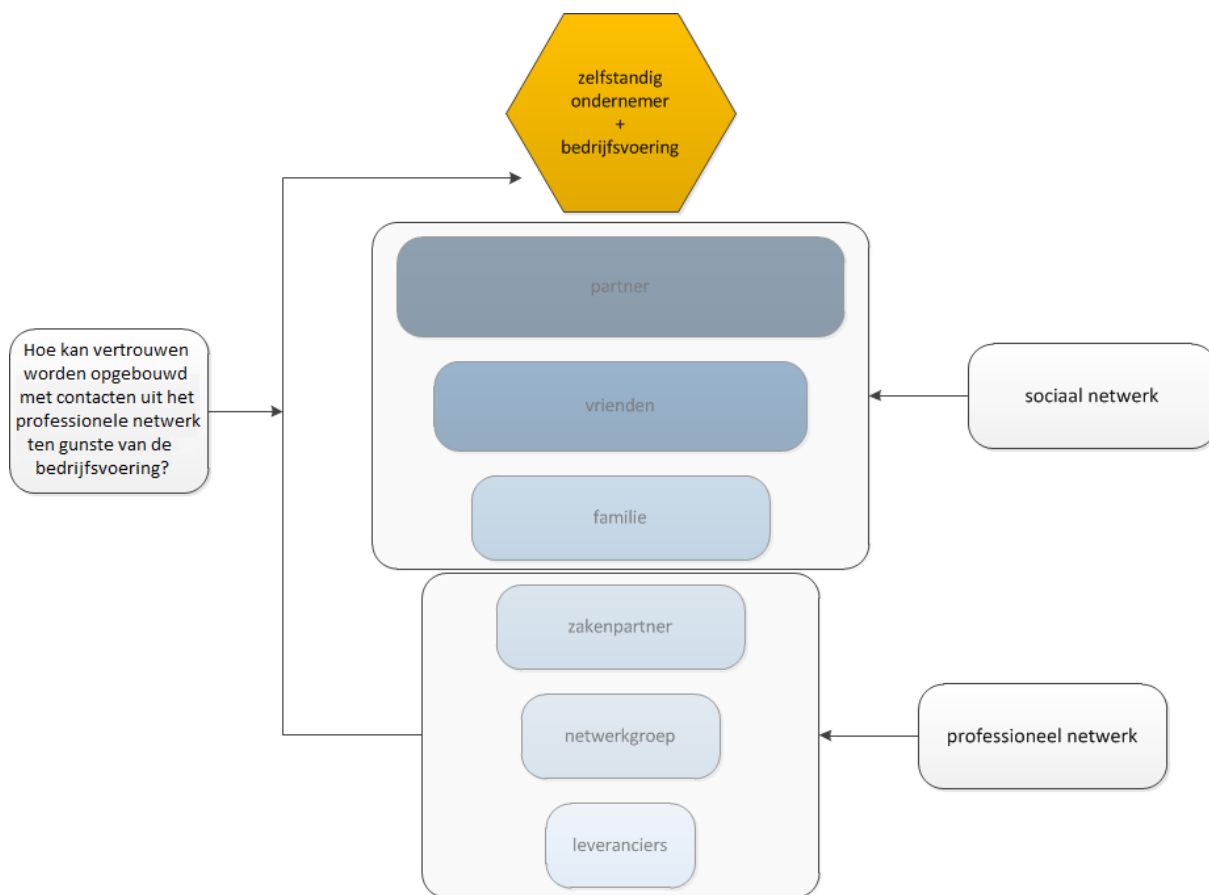 zelfstandig
ondernemer
+
bedrijfsvoering
partner
Hoe kan vertrouwen
worden opgebouwd
met contacten uit het
professionele netwerk
ten gunste van de
bedrijfsvoering?
vrienden
sociaal netwerk
familie
zakenpartner
netwerkgroep
professioneel netwerk
leveranciers